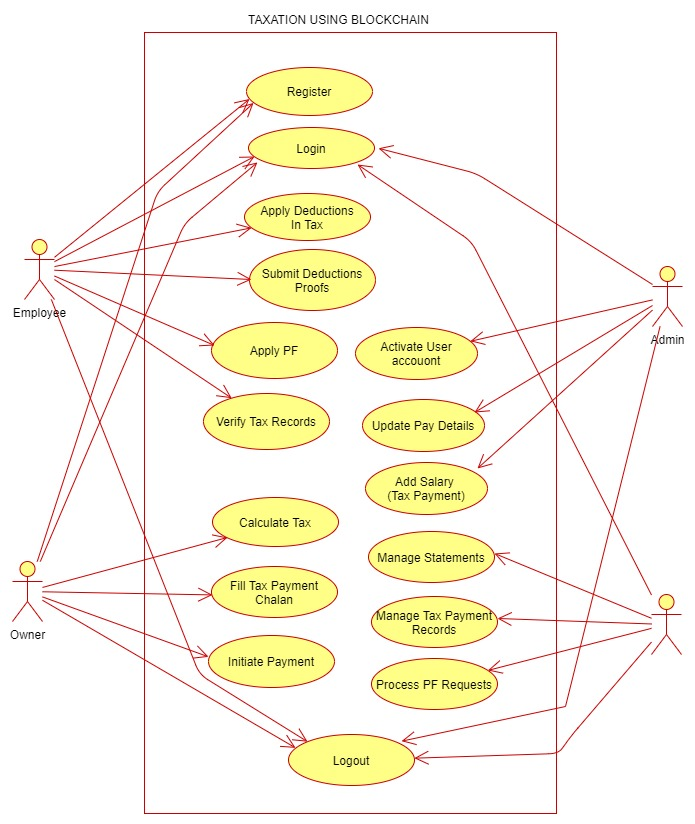 TAXATION USING BLOCKCHAIN
Register
Login
Apply Deductions
In Tax
Submit Deductions
Proofs
Employee
Admin
Apply PF
Activate User
accouont
Verify Tax Records
Update Pay Details
Add Salary
(Tax Payment)
Calculate Tax
Manage Statements
Fill Tax Payment
Chalan
Owner
Manage Tax Payment
Records
Initiate Payment
Process PF Requests
Logout